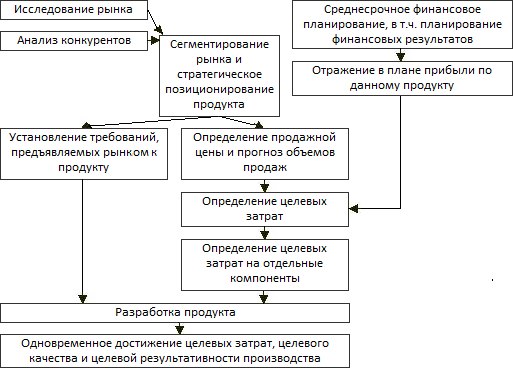 Исследование рынка
Анализ конкурентов
Сегментирование
рынка и
стратегическое
позиционирование
продукта
Среднесрочное финансовое
планирование, в т.ч. планирование
финансовых результатов
Отражение в плане прибыли по
данному продукту
Установление требований,
предъявляемых рынком к
продукту
Определение продажной
цены и прогноз объемов
продаж
Определение целевых
затрат
Определение целевых
затрат на отдельные
компоненты
Разработка продукта
Одновременное достижение целевых затрат, целевого
качества и целевой результативности производства